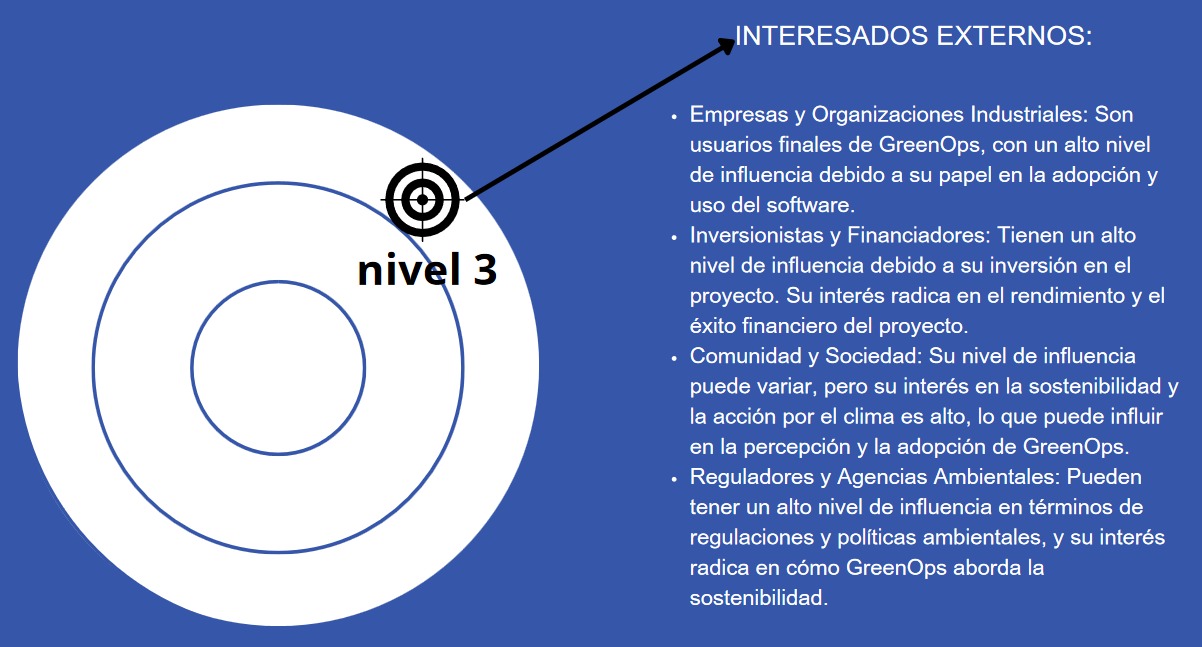 INTERESADOS EXTERNOS:
nivel 3
• Empresas y Organizaciones Industriales: Son
usuarios finales de GreenOps, con un alto nivel
de influencia debido a su papel en la adopción y
uso del software.
• Inversionistas y Financiadores: Tienen un alto
nivel de influencia debido a su inversión en el
proyecto. Su interés radica en el rendimiento y el
éxito financiero del proyecto.
• Comunidad y Sociedad: Su nivel de influencia
puede variar, pero su interés en la sostenibilidad y
la acción por el clima es alto, lo que puede influir
en la percepción y la adopción de GreenOps.
• Reguladores y Agencias Ambientales: Pueden
tener un alto nivel de influencia en términos de
regulaciones y políticas ambientales, y su interés
radica en cómo GreenOps aborda la
sostenibilidad.